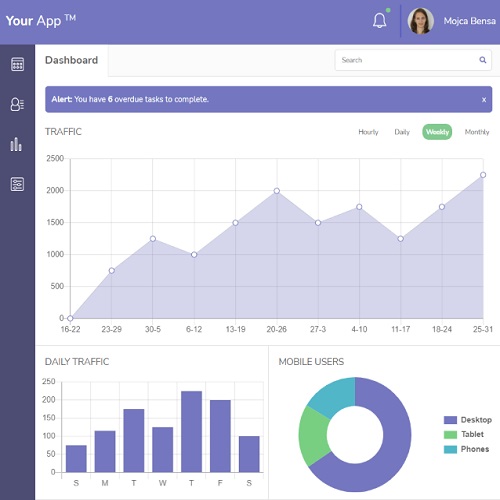 Your App TM
Mojca Bensa
Dashboard
Search
Alert: You have 6 overdue tasks to complete.
x
TRAFFIC
Hourly Daily Weekly Monthly
2500
2000
1500
1000
500
0
16-22 23-29 30-5 6-12 13-19 20-26 27-3 4-10 11-17 18-24 25-31
DAILY TRAFFIC
250
200
150
100
50
0
S M T W T F S
MOBILE USERS
Desktop
Tablet
Phones